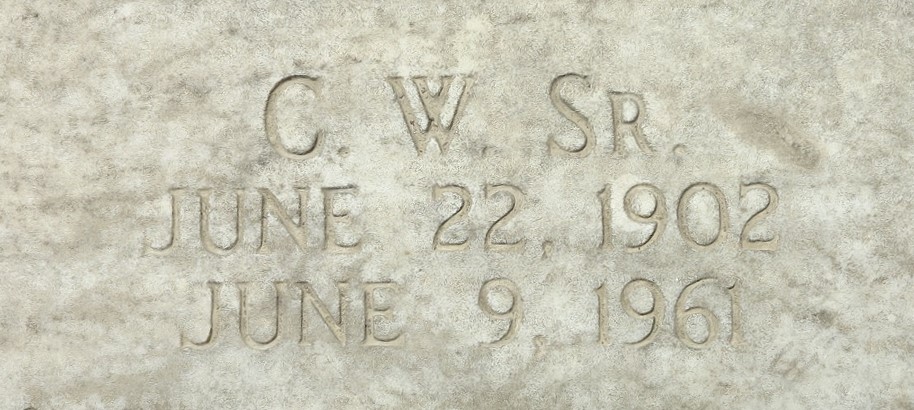 C. W. SR.
JUNE 22, 1902
JUNE 9, 1961